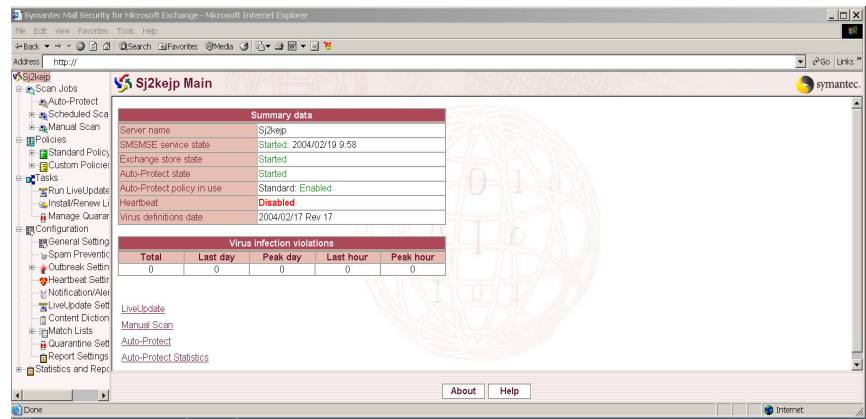 Symantec Mail Security for Microsoft Exchange - Microsoft Internet Explorer
File Edit View Favorites Tools Help
Back Search Favorites Media
Address http:// Go Links »
Sj2kejp
Scan Jobs
Auto-Protect
Scheduled Sca
Manual Scan
Policies
Standard Policy
Custom Policies
Tasks
Run LiveUpdate
Install/Renew Li
Manage Quarar
Configuration
General Setting
Spam Preventic
Outbreak Settin
Heartbeat Settir
Notification/Aler
LiveUpdate Sett
Content Diction
Match Lists
Quarantine Sett
Report Settings
Statistics and Repo
Sj2kejp Main
symantec.
Summary data
Server name Sj2kejp
SMSMSE service state Started: 2004/02/19 9:58
Exchange store state Started
Auto-Protect state Started
Auto-Protect policy in use Standard: Enabled
Heartbeat Disabled
Virus definitions date 2004/02/17 Rev 17
Virus infection violations
Total Last day Peak day Last hour Peak hour
0 0 0 0 0
LiveUpdate
Manual Scan
Auto-Protect
Auto-Protect Statistics
About Help
Done Internet